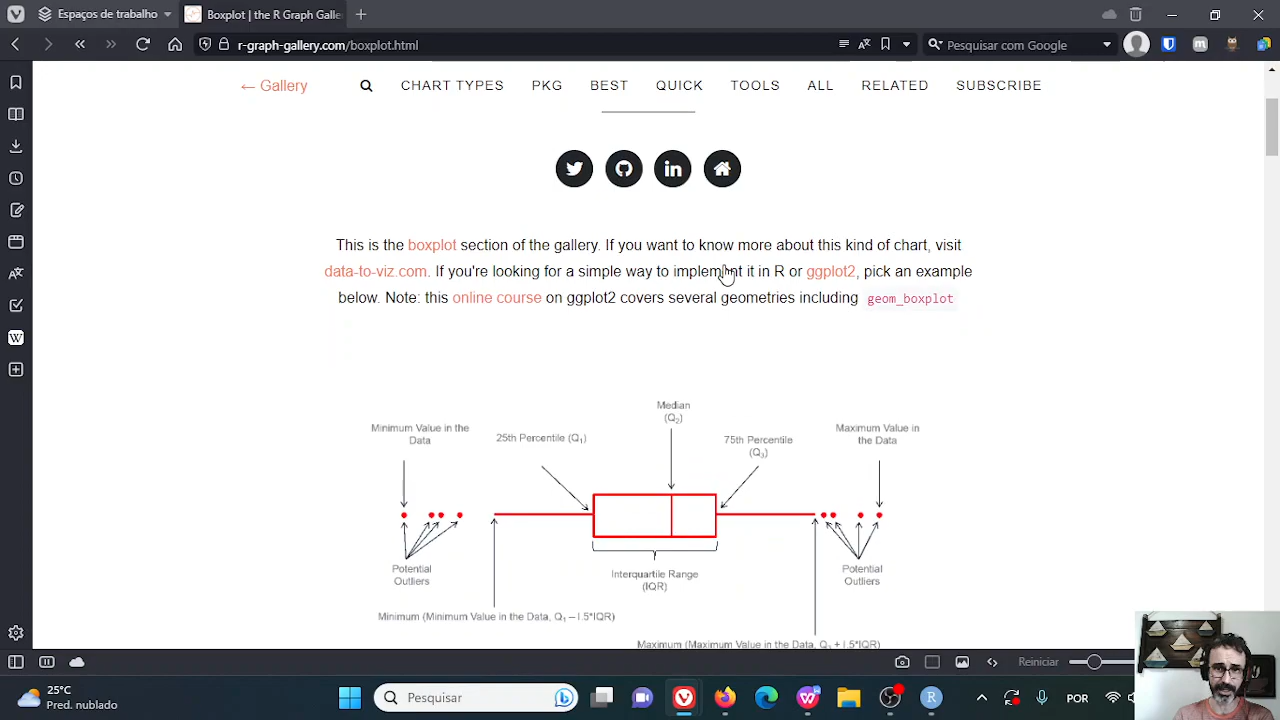 Espaços de trabalho
Boxplot | the R Graph Galle
r-graph-gallery.com/boxplot.html
Pesquisar com Google
← Gallery
CHART TYPES PKG BEST QUICK TOOLS ALL RELATED SUBSCRIBE
This is the boxplot section of the gallery. If you want to know more about this kind of chart, visit
data-to-viz.com. If you're looking for a simple way to implement it in R or ggplot2, pick an example
below. Note: this online course on ggplot2 covers several geometries including geom_boxplot
Median
(Q2)
Minimum Value in the
Data
25th Percentile (Q1)
75th Percentile
(Q3)
Maximum Value in
the Data
Potential
Outliers
Interquartile Range
(IQR)
Potential
Outliers
Minimum (Minimum Value in the Data, Q1 – 1.5*IQR)
Maximum (Maximum Value in the Data, Q3 + 1.5*IQR)
Reiniciar
25°C
Pred. nublado
Pesquisar
POR